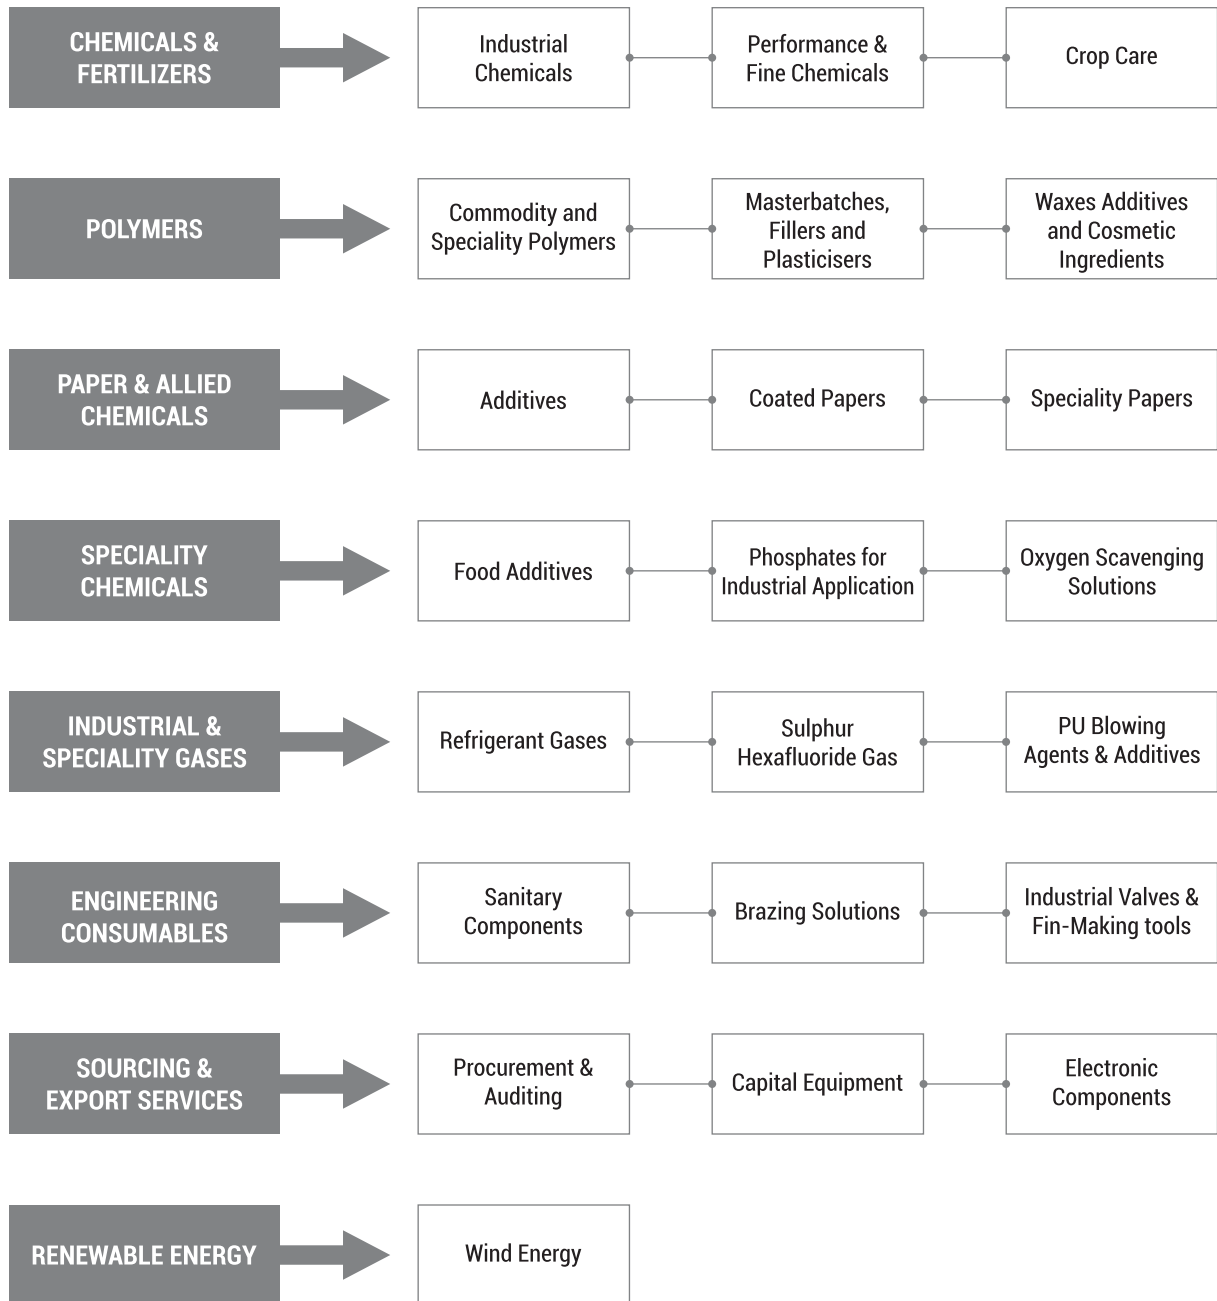 CHEMICALS &
FERTILIZERS
Industrial
Chemicals
Performance &
Fine Chemicals
Crop Care
POLYMERS
Commodity and
Speciality Polymers
Masterbatches,
Fillers and
Plasticisers
Waxes Additives
and Cosmetic
Ingredients
PAPER & ALLIED
CHEMICALS
Additives
Coated Papers
Speciality Papers
SPECIALITY
CHEMICALS
Food Additives
Phosphates for
Industrial Application
Oxygen Scavenging
Solutions
INDUSTRIAL &
SPECIALITY GASES
Refrigerant Gases
Sulphur
Hexafluoride Gas
PU Blowing
Agents & Additives
ENGINEERING
CONSUMABLES
Sanitary
Components
Brazing Solutions
Industrial Valves &
Fin-Making tools
SOURCING &
EXPORT SERVICES
Procurement &
Auditing
Capital Equipment
Electronic
Components
RENEWABLE ENERGY
Wind Energy